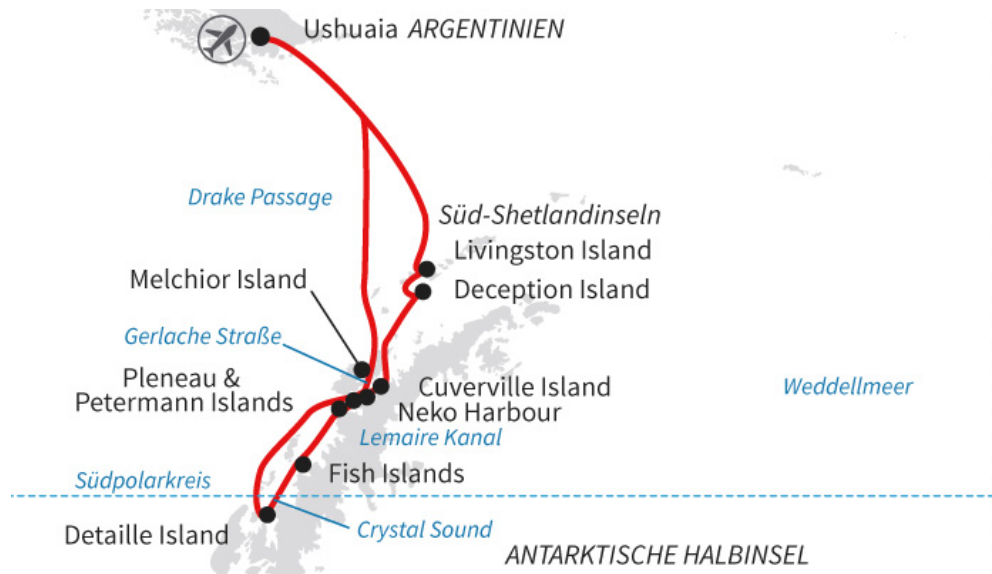 Ushuaia ARGENTINIEN
Drake Passage
Süd-Shetlandinseln
Livingston Island
Melchior Island
Deception Island
Gerlache Straße
Pleneau &
Petermann Islands
Cuverville Island
Neko Harbour
Weddellmeer
Lemaire Kanal
Fish Islands
Südpolarkreis
Detaille Island
Crystal Sound
ANTARKTISCHE HALBINSEL